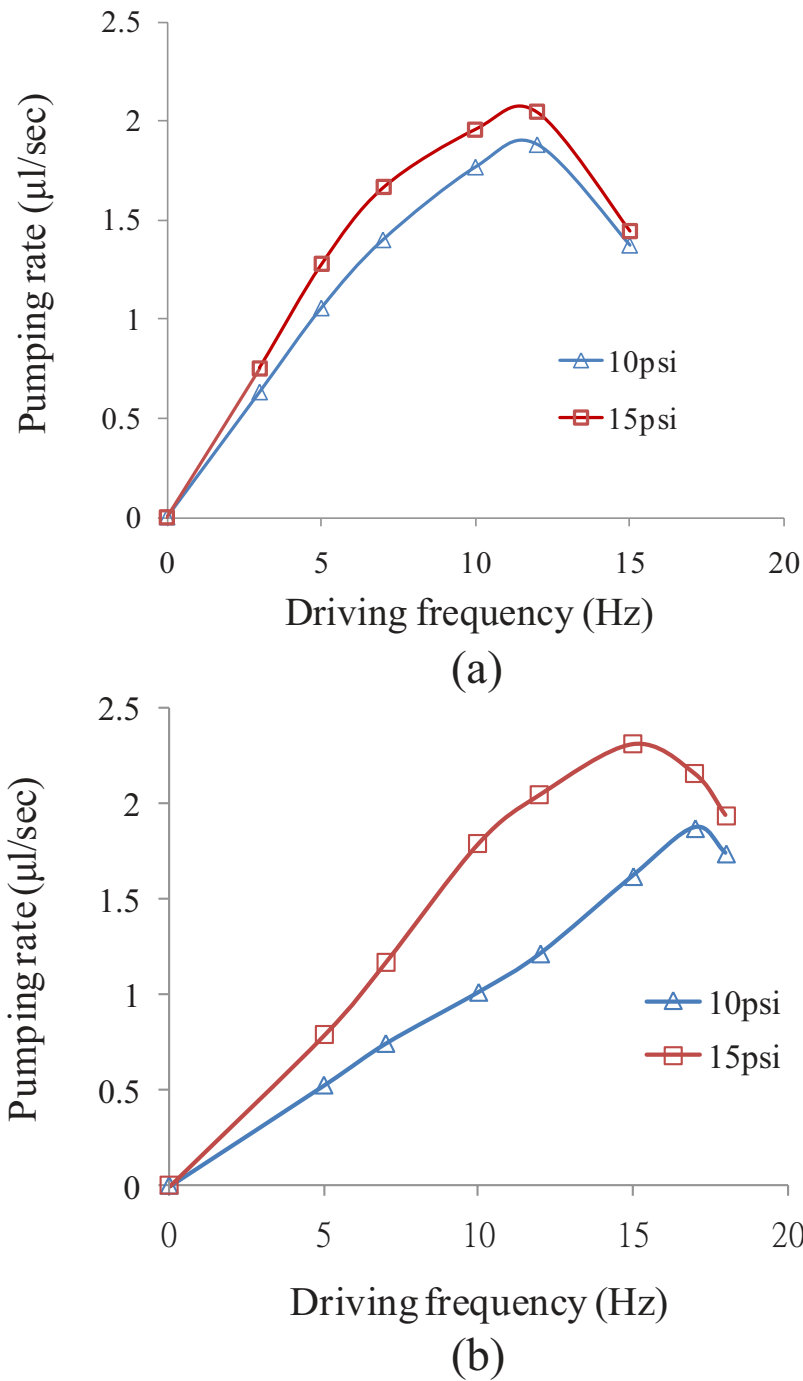 2.5
2
1.5
1
0.5
0
Pumping rate (μl/sec)
10psi
15psi
0 5 10 15 20
Driving frequency (Hz)
(a)
2.5
2
1.5
1
0.5
0
Pumping rate (μl/sec)
10psi
15psi
0 5 10 15 20
Driving frequency (Hz)
(b)